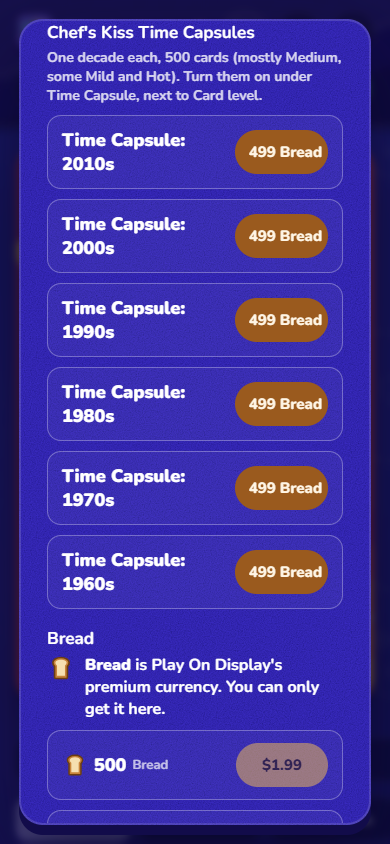 Chef's Kiss Time Capsules
One decade each, 500 cards (mostly Medium,
some Mild and Hot). Turn them on under
Time Capsule, next to Card level.
Time Capsule:
2010s
499 Bread
Time Capsule:
2000s
499 Bread
Time Capsule:
1990s
499 Bread
Time Capsule:
1980s
499 Bread
Time Capsule:
1970s
499 Bread
Time Capsule:
1960s
499 Bread
Bread
Bread is Play On Display's
premium currency. You can only
get it here.
500 Bread
$1.99